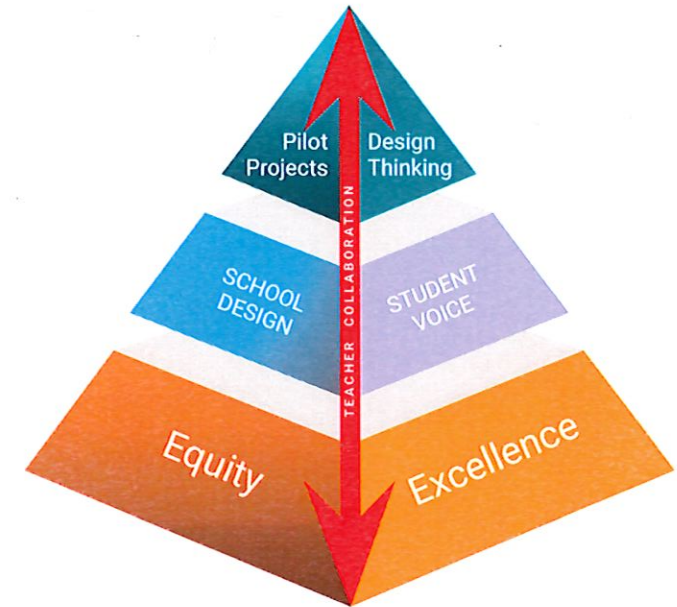 Pilot
Projects
Design
Thinking
SCHOOL
DESIGN
STUDENT
VOICE
TEACHER COLLABORATION
Equity
Excellence